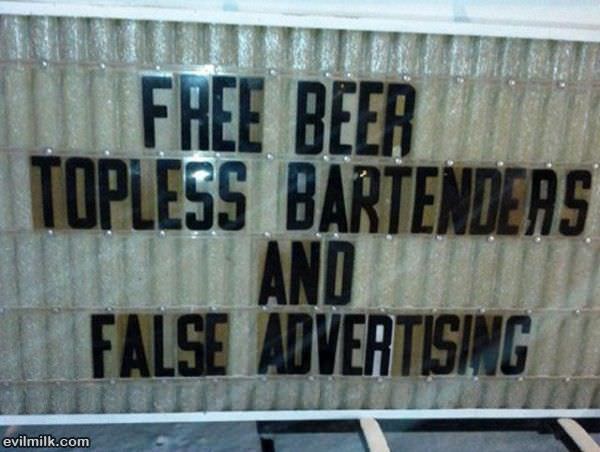 FREE BEER
TOPLESS BARTENDERS
AND
FALSE ADVERTISING
evilmilk.com